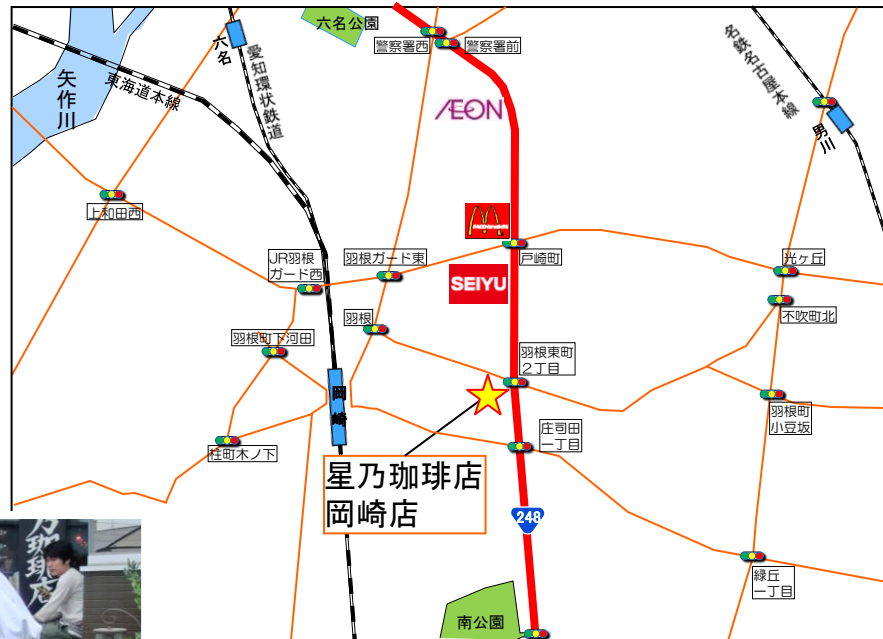 六名公園
警察署西
警察署前
六名
愛知環状鉄道
名鉄名古屋本線
矢作川
東海道本線
ÆON
男川
上和田西
McDonald's
戸崎町
JR羽根
ガード西
羽根ガード東
光ヶ丘
SEIYU
不吹町北
羽根
羽根町下河田
羽根東町
2丁目
岡崎
羽根町
小豆坂
柱町木ノ下
庄司田
一丁目
星乃珈琲店
岡崎店
248
乃珈琲店
緑丘
一丁目
南公園